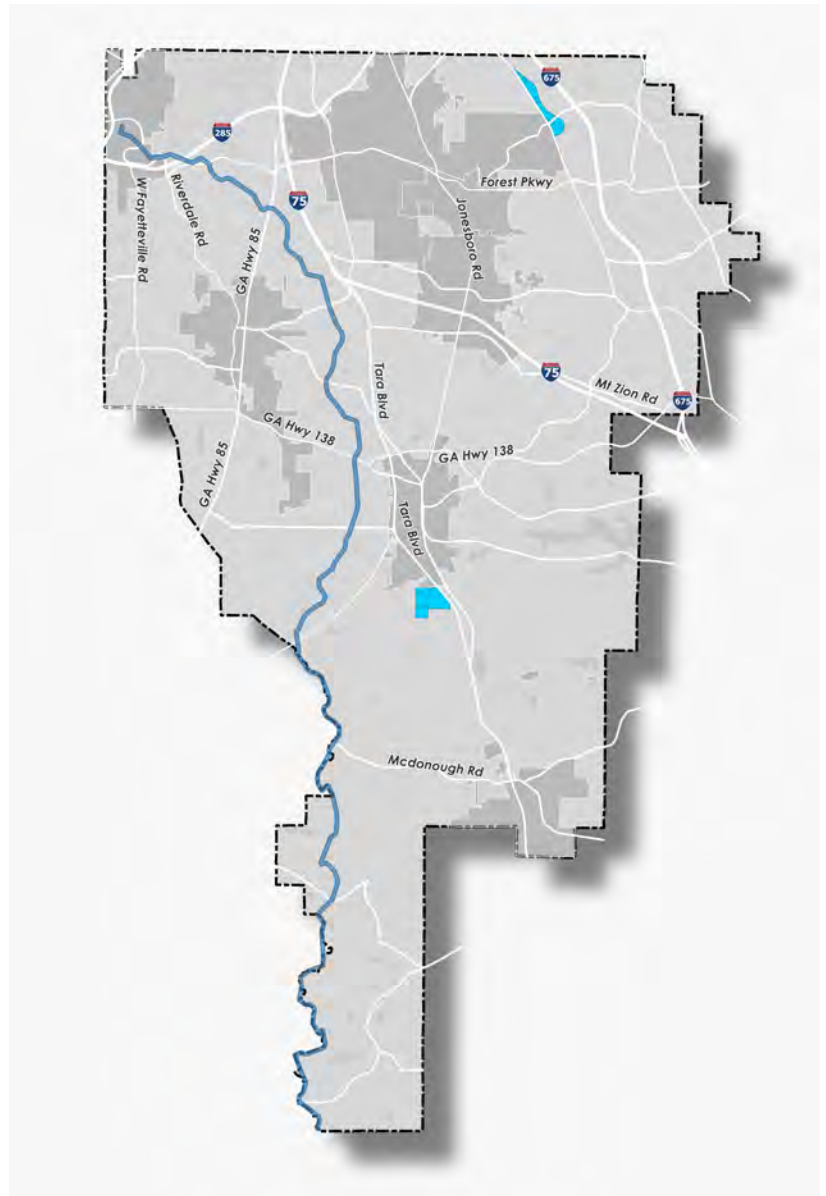 675
285
Forest Pkwy
W Fayetteville Rd
Riverdale Rd
75
Jonesboro Rd
GA Hwy 85
75
Mt Zion Rd
675
Tara Blvd
GA Hwy 138
GA Hwy 138
GA Hwy 85
Tara Blvd
Mcdonough Rd